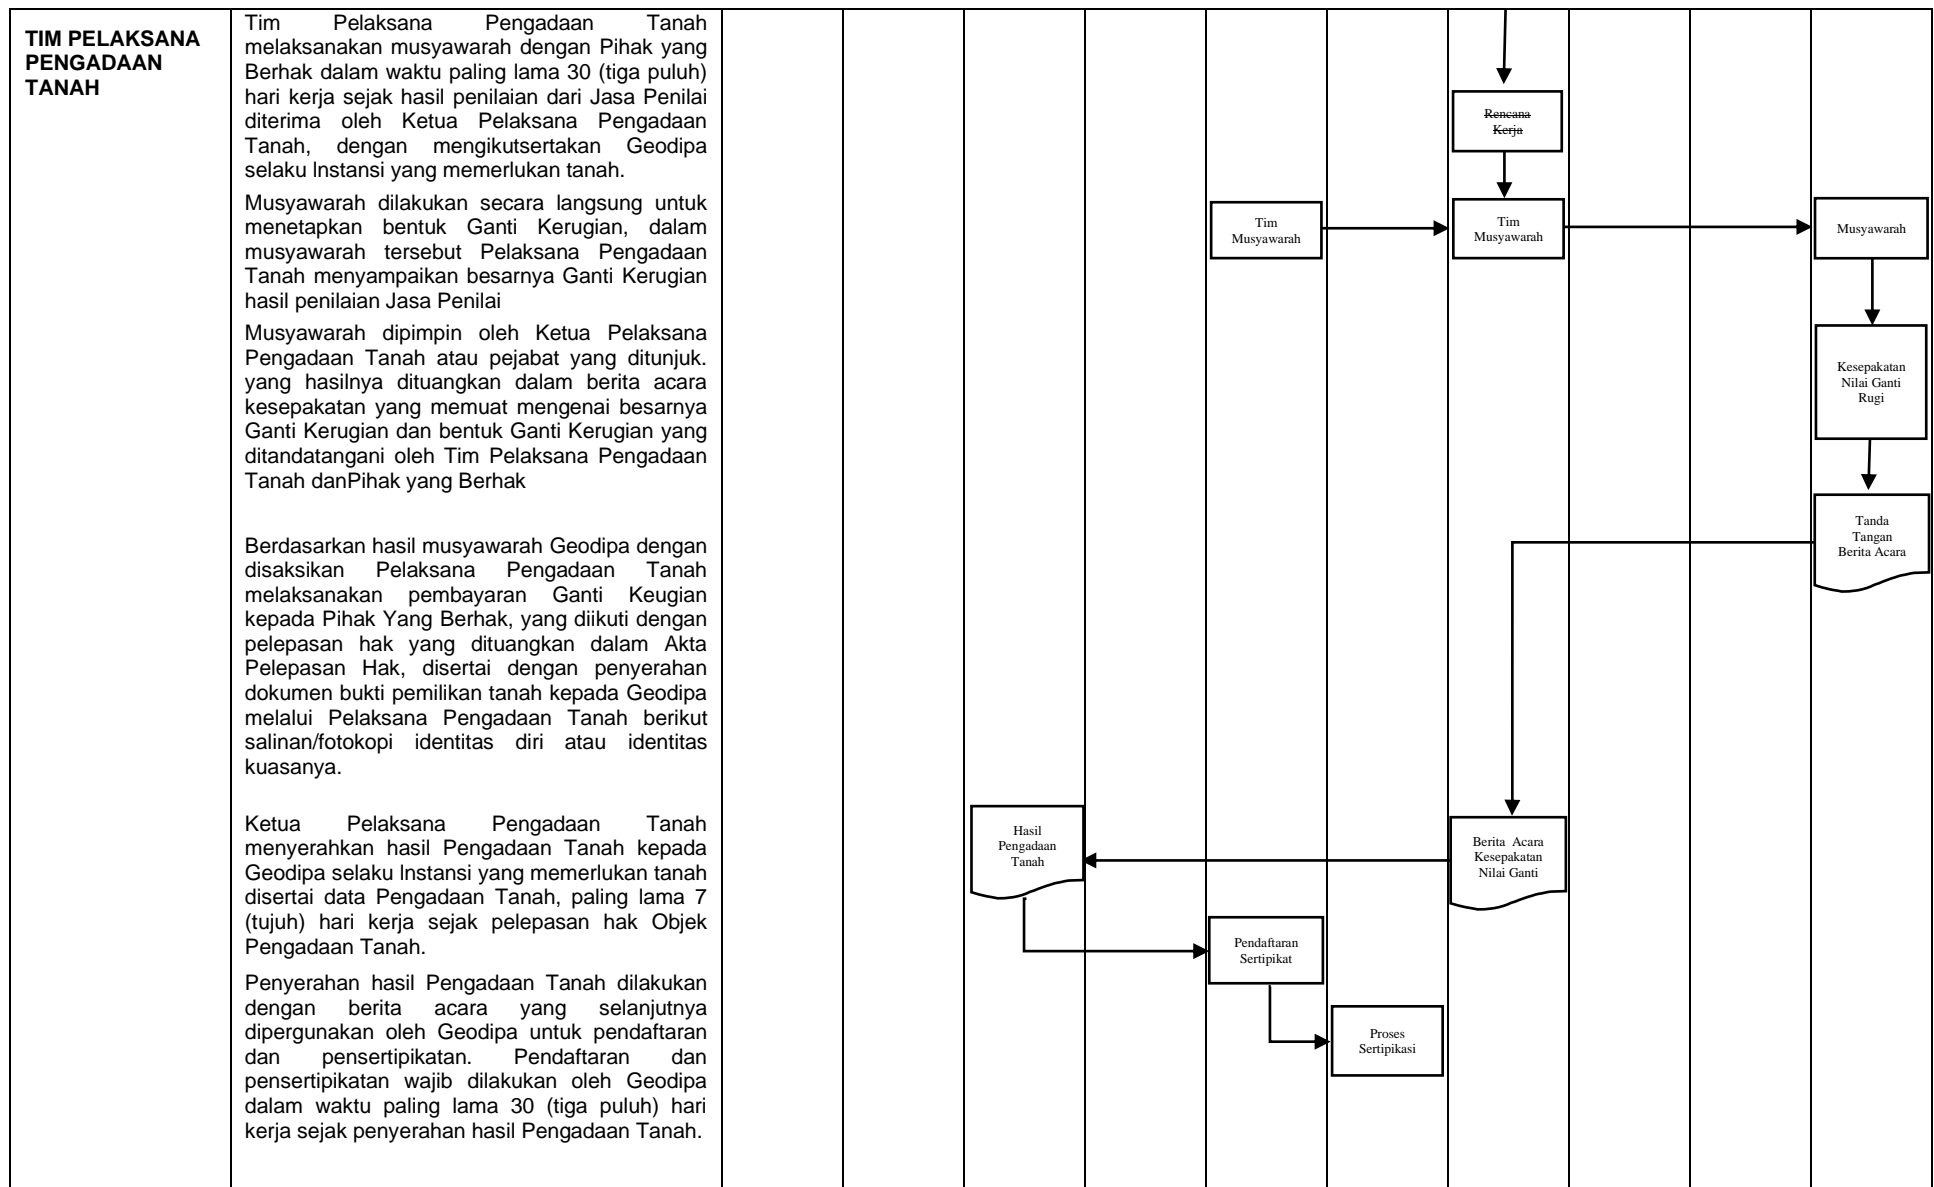 TIM PELAKSANA
PENGADAAN
TANAH
Tim Pelaksana Pengadaan Tanah
melaksanakan musyawarah dengan Pihak yang
Berhak dalam waktu paling lama 30 (tiga puluh)
hari kerja sejak hasil penilaian dari Jasa Penilai
diterima oleh Ketua Pelaksana Pengadaan
Tanah, dengan mengikutsertakan Geodipa
selaku lnstansi yang memerlukan tanah.
Musyawarah dilakukan secara langsung untuk
menetapkan bentuk Ganti Kerugian, dalam
musyawarah tersebut Pelaksana Pengadaan
Tanah menyampaikan besarnya Ganti Kerugian
hasil penilaian Jasa Penilai
Musyawarah dipimpin oleh Ketua Pelaksana
Pengadaan Tanah atau pejabat yang ditunjuk.
yang hasilnya dituangkan dalam berita acara
kesepakatan yang memuat mengenai besarnya
Ganti Kerugian dan bentuk Ganti Kerugian yang
ditandatangani oleh Tim Pelaksana Pengadaan
Tanah danPihak yang Berhak
Berdasarkan hasil musyawarah Geodipa dengan
disaksikan Pelaksana Pengadaan Tanah
melaksanakan pembayaran Ganti Keugian
kepada Pihak Yang Berhak, yang diikuti dengan
pelepasan hak yang dituangkan dalam Akta
Pelepasan Hak, disertai dengan penyerahan
dokumen bukti pemilikan tanah kepada Geodipa
melalui Pelaksana Pengadaan Tanah berikut
salinan/fotokopi identitas diri atau identitas
kuasanya.
Ketua Pelaksana Pengadaan Tanah
menyerahkan hasil Pengadaan Tanah kepada
Geodipa selaku lnstansi yang memerlukan tanah
disertai data Pengadaan Tanah, paling lama 7
(tujuh) hari kerja sejak pelepasan hak Objek
Pengadaan Tanah.
Penyerahan hasil Pengadaan Tanah dilakukan
dengan berita acara yang selanjutnya
dipergunakan oleh Geodipa untuk pendaftaran
dan pensertipikatan. Pendaftaran dan
pensertipikatan wajib dilakukan oleh Geodipa
dalam waktu paling lama 30 (tiga puluh) hari
kerja sejak penyerahan hasil Pengadaan Tanah.
Rencana
Kerja
Tim
Musyawarah
Tim
Musyawarah
Musyawarah
Kesepakatan
Nilai Ganti
Rugi
Tanda
Tangan
Berita Acara
Berita Acara
Kesepakatan
Nilai Ganti
Hasil
Pengadaan
Tanah
Pendaftaran
Sertipikat
Proses
Sertipikasi